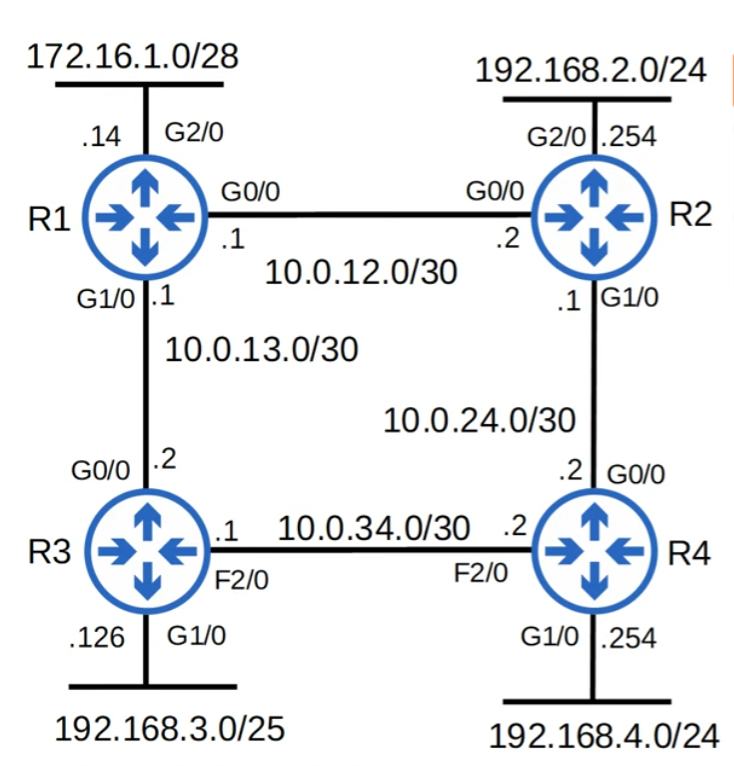 172.16.1.0/28
192.168.2.0/24
.14
G2/0
G2/0
.254
R1
G0/0
G0/0
R2
.1
.2
10.0.12.0/30
G1/0
.1
.1
G1/0
10.0.13.0/30
10.0.24.0/30
G0/0
.2
.2
G0/0
R3
.1
10.0.34.0/30
.2
R4
F2/0
F2/0
.126
G1/0
G1/0
.254
192.168.3.0/25
192.168.4.0/24